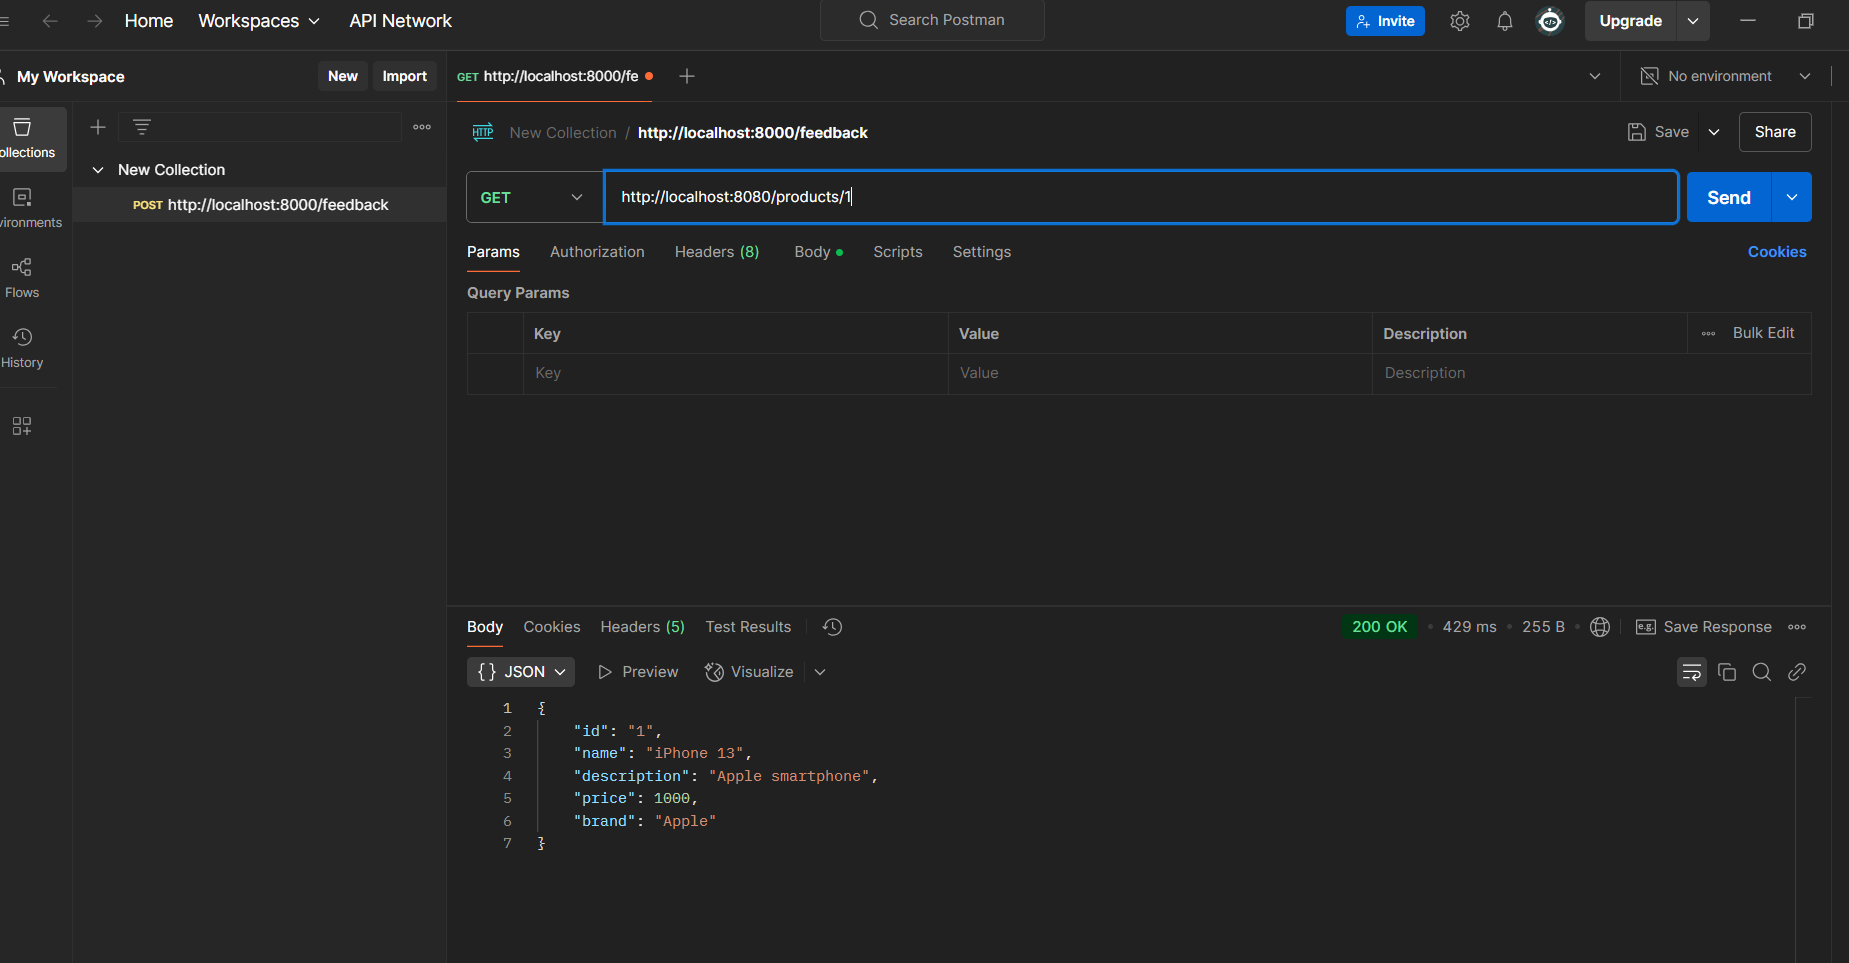 Home Workspaces API Network Search Postman Invite Upgrade
My Workspace New Import GET http://localhost:8000/fe No environment
ollections
New Collection / http://localhost:8000/feedback Save Share
New Collection
POST http://localhost:8000/feedback
GET http://localhost:8080/products/1 Send
vironments
Flows
History
Params Authorization Headers (8) Body Scripts Settings Cookies
Query Params
Key Value Description Bulk Edit
Key Value Description
Body Cookies Headers (5) Test Results 200 OK • 429 ms • 255 B • e.g. Save Response
{} JSON Preview Visualize
1 {
2 "id": "1",
3 "name": "iPhone 13",
4 "description": "Apple smartphone",
5 "price": 1000,
6 "brand": "Apple"
7 }